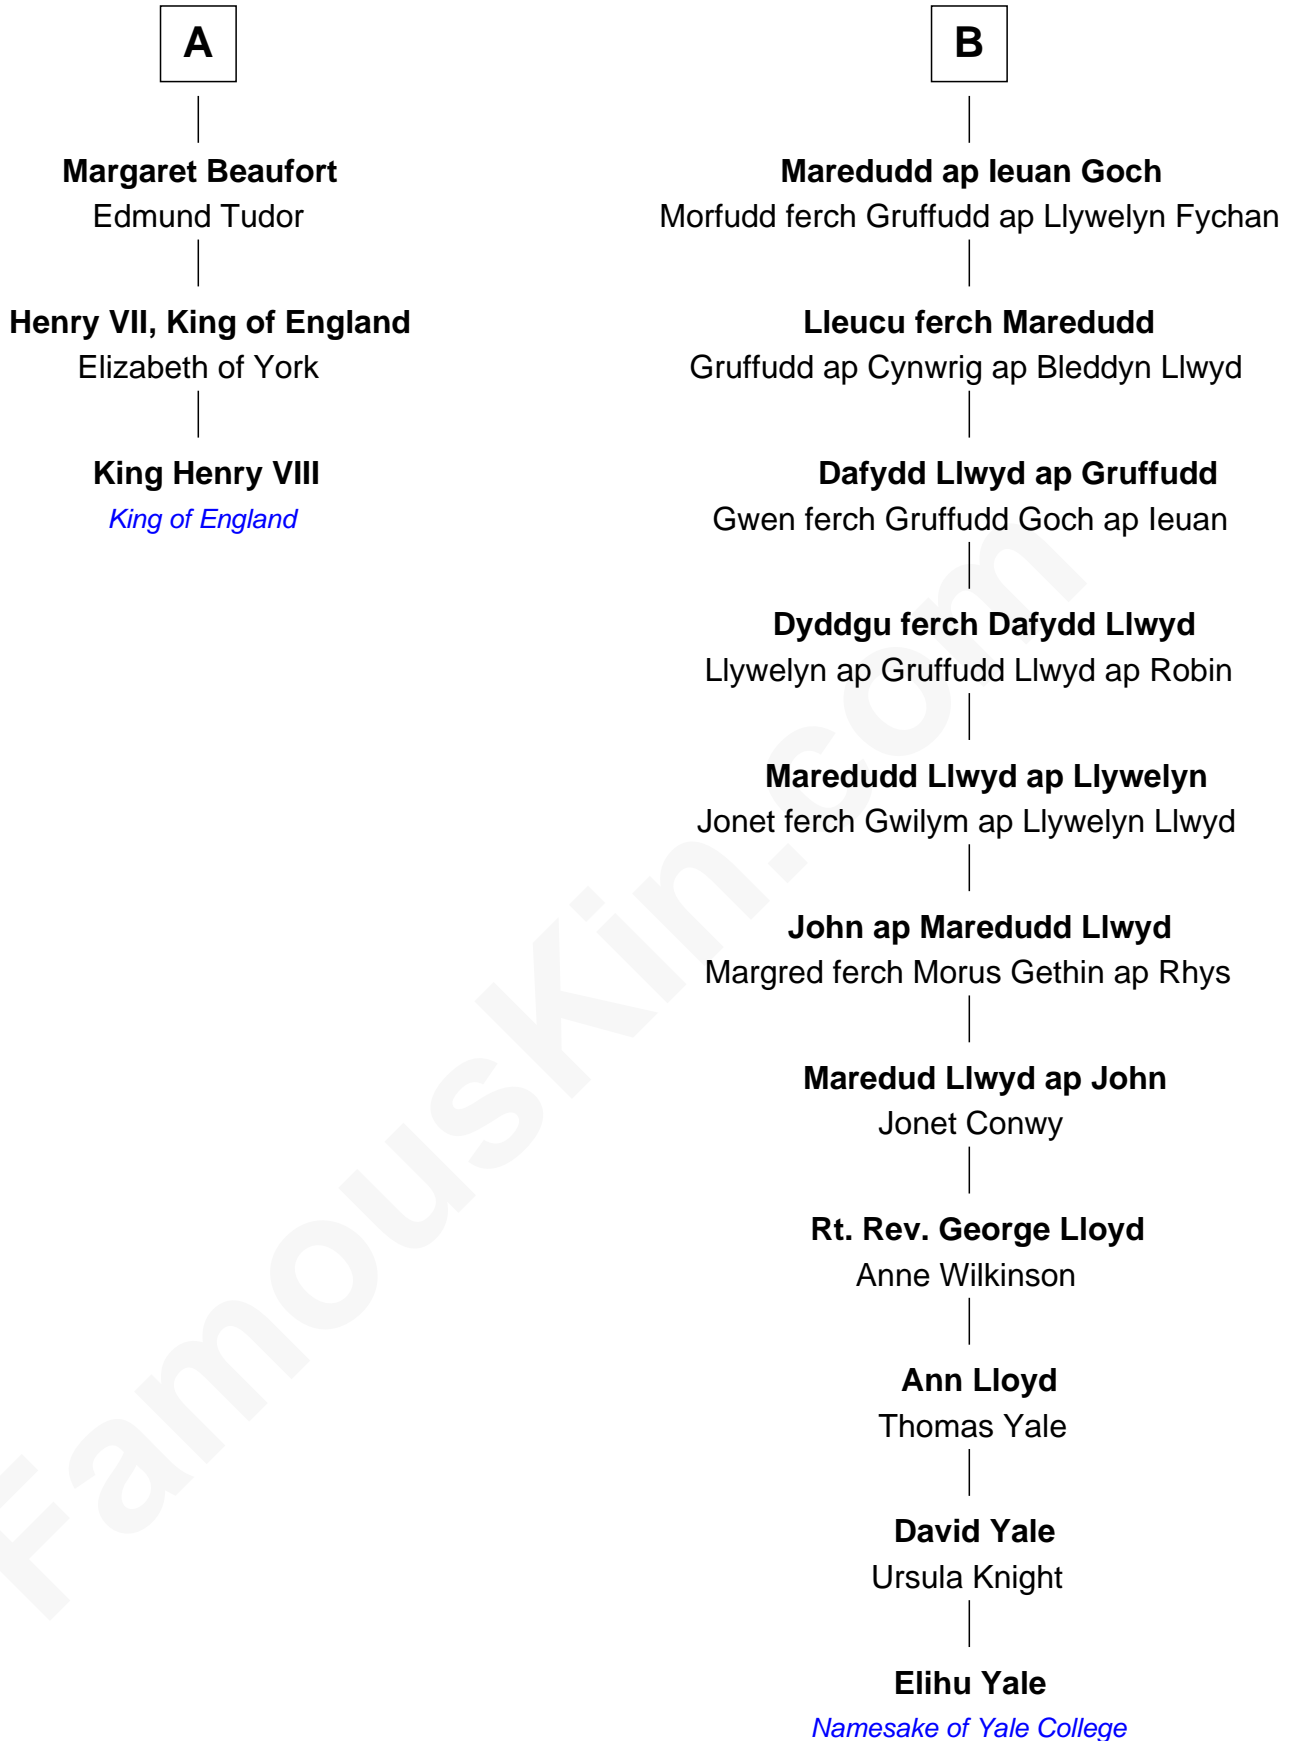 A
Margaret Beaufort
Edmund Tudor
Henry VII, King of England
Elizabeth of York
King Henry VIII
King of England
B
Maredudd ap Ieuan Goch
Morfudd ferch Gruffudd ap Llywelyn Fychan
Lleucu ferch Maredudd
Gruffudd ap Cynwrig ap Bleddyn Llwyd
Dafydd Llwyd ap Gruffudd
Gwen ferch Gruffudd Goch ap Ieuan
Dyddgu ferch Dafydd Llwyd
Llywelyn ap Gruffudd Llwyd ap Robin
Maredudd Llwyd ap Llywelyn
Jonet ferch Gwilym ap Llywelyn Llwyd
John ap Maredudd Llwyd
Margred ferch Morus Gethin ap Rhys
Maredud Llwyd ap John
Jonet Conwy
Rt. Rev. George Lloyd
Anne Wilkinson
Ann Lloyd
Thomas Yale
David Yale
Ursula Knight
Elihu Yale
Namesake of Yale College
FamousKin.com